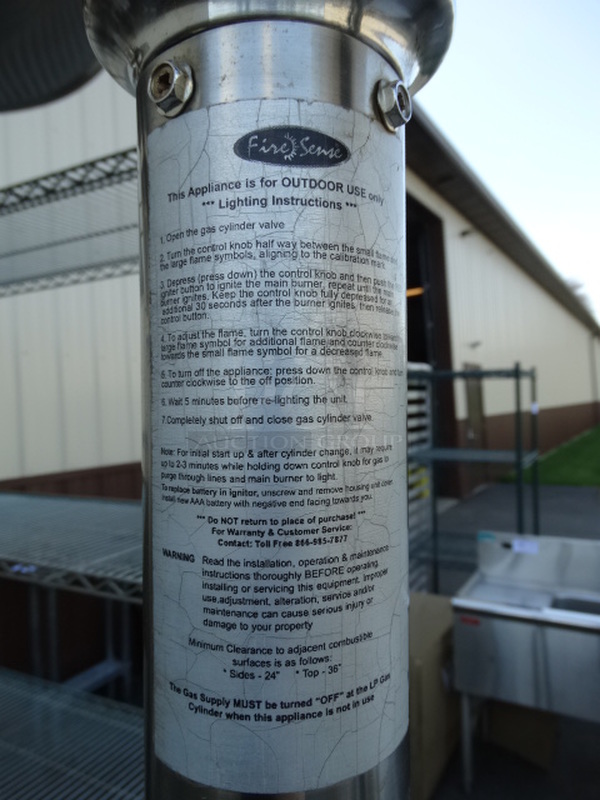 Fire Sense
This Appliance is for OUTDOOR USE only
*** Lighting Instructions ***
1. Open the gas cylinder valve
2. Turn the control knob half way between the small flame and
the large flame symbols, aligning to the calibration mark.
3. Depress (press down) the control knob and then push the
igniter button to ignite the main burner, repeat until the main
burner ignites. Keep the control knob fully depressed for an
additional 30 seconds after the burner ignites, then release the
control button.
4. To adjust the flame, turn the control knob clockwise towards
large flame symbol for additional flame and counter clockwise
towards the small flame symbol for a decreased flame.
5. To turn off the appliance: press down the control knob and turn
counter clockwise to the off position.
6. Wait 5 minutes before re-lighting the unit.
7.Completely shut off and close gas cylinder valve.
AUCTION GROUP
Note: For initial start up & after cylinder change, it may require
up to 2-3 minutes while holding down control knob for gas to
purge through lines and main burner to light.
To replace battery in ignitor, unscrew and remove housing end cover
install new AAA battery with negative end facing towards you.
*** Do NOT return to place of purchase! ***
For Warranty & Customer Service:
Contact: Toll Free 866-985-7877
WARNING Read the installation, operation & maintenance
instructions thoroughly BEFORE operating,
installing or servicing this equipment. Improper
use,adjustment, alteration, service and/or
maintenance can cause serious injury or
damage to your property
Minimum Clearance to adjacent combustible
surfaces is as follows:
* Sides - 24" * Top - 36"
The Gas Supply MUST be turned "OFF" at the LP Gas
Cylinder when this appliance is not in use